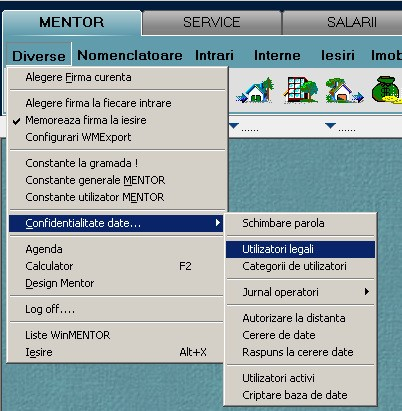 MENTOR SERVICE SALARII
Diverse Nomenclatoare Intrari Interne Iesiri Imob
Alegere Firma curenta
Alegere firma la fiecare intrare
Memoreaza firma la iesire
Configurari WMExport
Constante la gramada !
Constante generale MENTOR
Constante utilizator MENTOR
Confidentialitate date...
Agenda
Calculator F2
Design Mentor
Log off....
Liste WinMENTOR
Iesire Alt+X
...... ......
Schimbare parola
Utilizatori legali
Categorii de utilizatori
Jurnal operatori
Autorizare la distanta
Cerere de date
Raspuns la cerere date
Utilizatori activi
Criptare baza de date